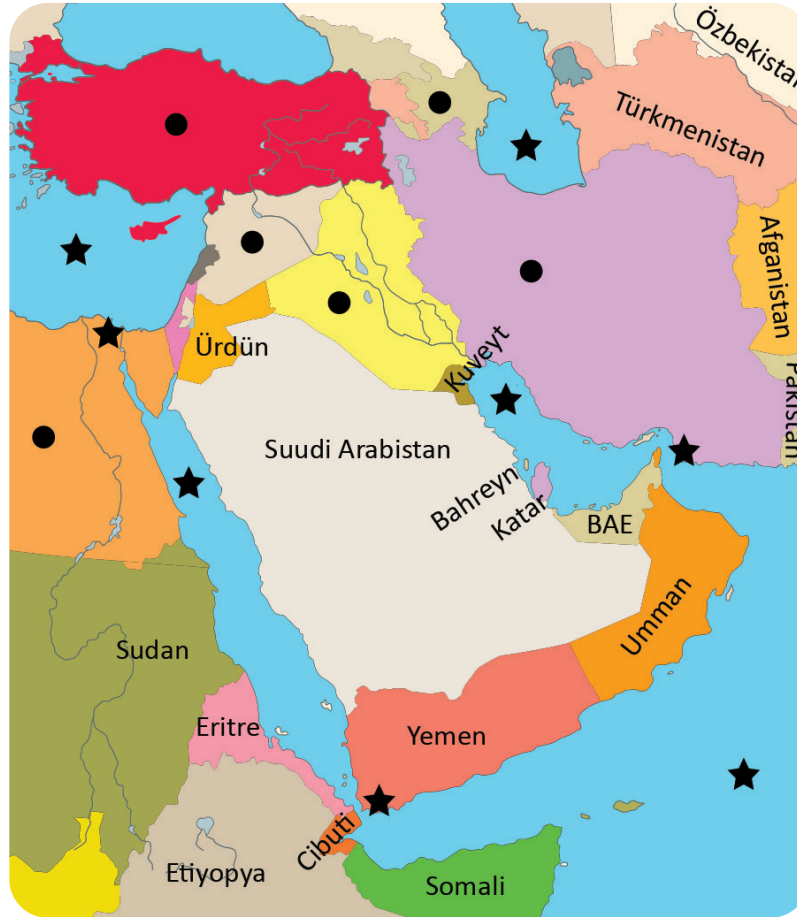 Özbekistan
Türkmenistan
Afganistan
Pakistan
Ürdün
Kuveyt
Suudi Arabistan
Bahreyn
Katar
BAE
Umman
Sudan
Eritre
Yemen
Cibuti
Etiyopya
Somali